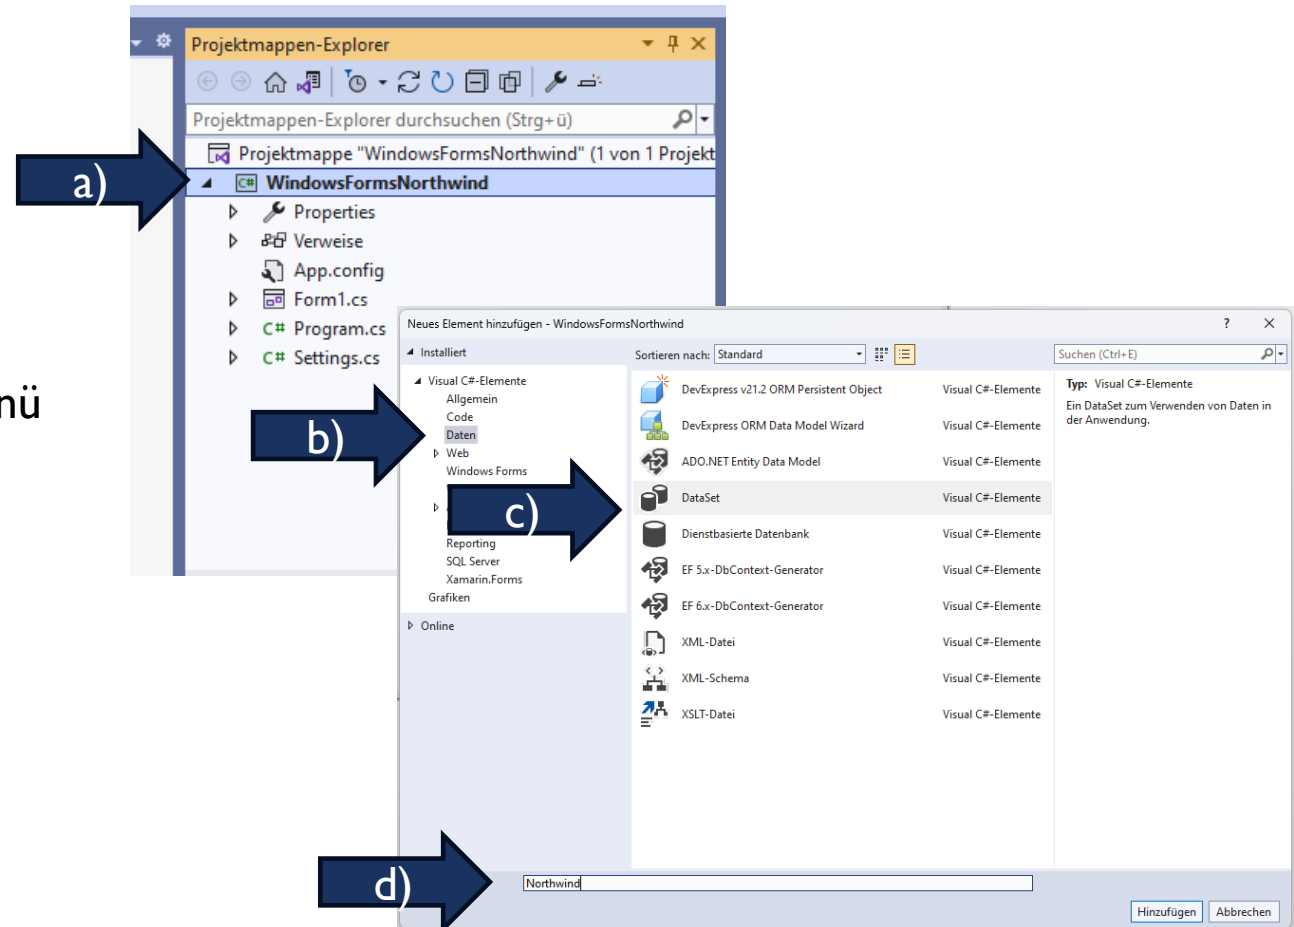 Projektmappen-Explorer
Projektmappen-Explorer durchsuchen (Strg+ü)
Projektmappe "WindowsFormsNorthwind" (1 von 1 Projekt
a)
C# WindowsFormsNorthwind
Properties
Verweise
App.config
Form1.cs
C# Program.cs
C# Settings.cs
nü
Neues Element hinzufügen - WindowsFormsNorthwind
? X
Installiert
Sortieren nach: Standard
Suchen (Ctrl+E)
Visual C#-Elemente
Allgemein
Code
b)
Daten
Web
Windows Forms
c)
Reporting
SQL Server
Xamarin.Forms
Grafiken
Online
DevExpress v21.2 ORM Persistent Object Visual C#-Elemente
DevExpress ORM Data Model Wizard Visual C#-Elemente
ADO.NET Entity Data Model Visual C#-Elemente
DataSet Visual C#-Elemente
Dienstbasierte Datenbank Visual C#-Elemente
EF 5.x-DbContext-Generator Visual C#-Elemente
EF 6.x-DbContext-Generator Visual C#-Elemente
XML-Datei Visual C#-Elemente
XML-Schema Visual C#-Elemente
XSLT-Datei Visual C#-Elemente
Typ: Visual C#-Elemente
Ein DataSet zum Verwenden von Daten in
der Anwendung.
d)
Northwind
Hinzufügen Abbrechen